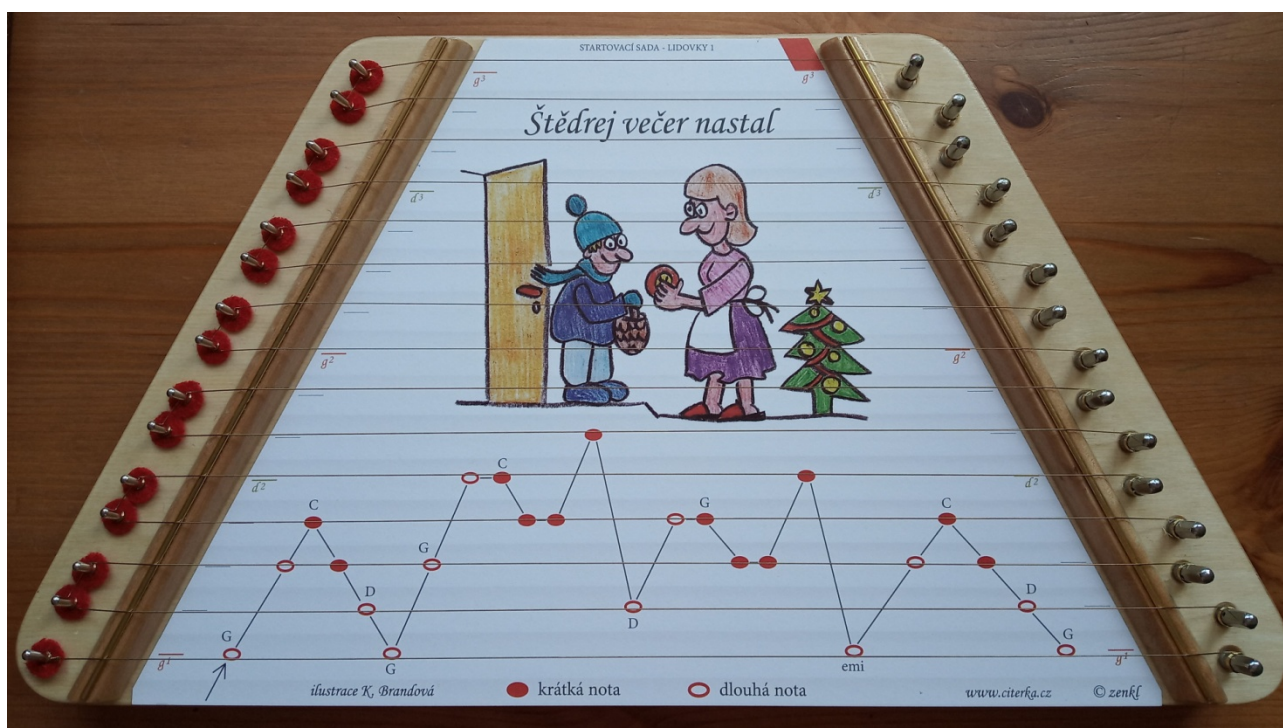 STARTOVACÍ SADA - LIDOVKY 1
g³ g³
Štědrej večer nastal
d³ d³
g² g²
C
d² d²
C G C
G
D D
G D
G G emi
g¹ g¹
ilustrace K. Brandová krátká nota dlouhá nota www.citerka.cz © zenkl